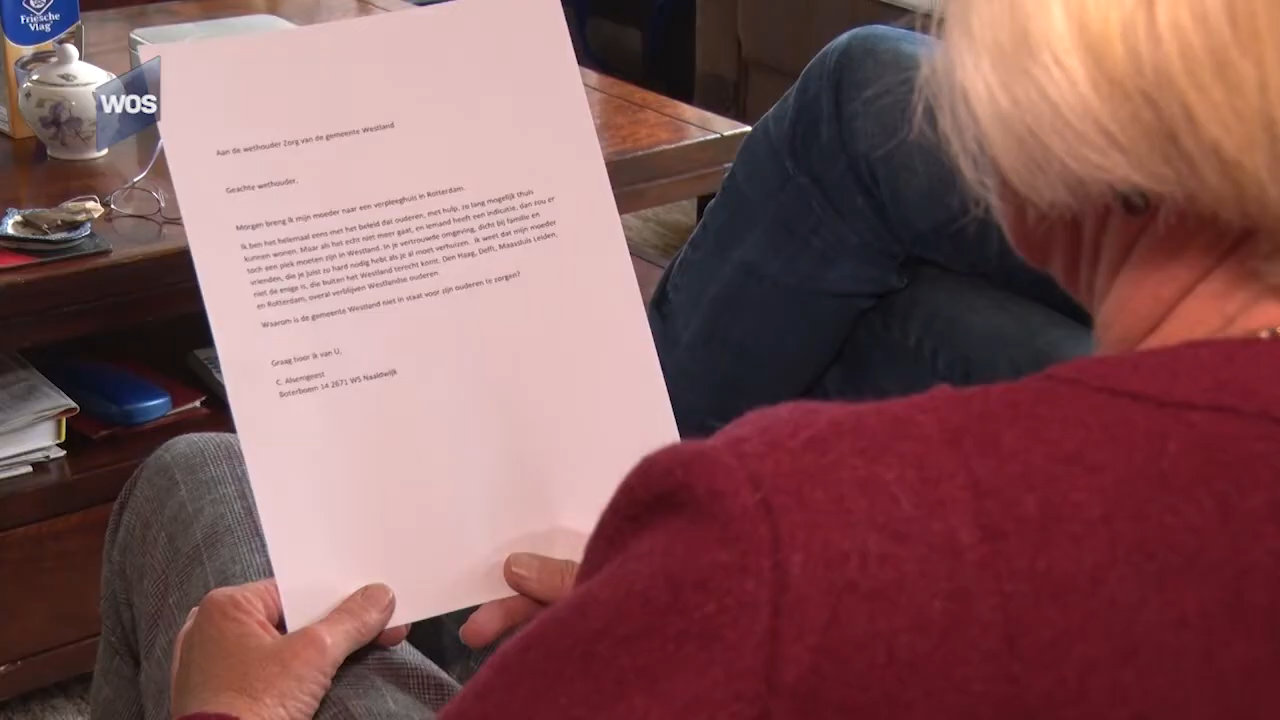 Friesche
Vlag
WOS
Aan de wethouder Zorg van de gemeente Westland
Geachte wethouder,
Morgen breng ik mijn moeder naar een verpleeghuis in Rotterdam.
Ik ben het helemaal eens met het beleid dat ouderen, met hulp, zo lang mogelijk thuis
kunnen wonen. Maar als het echt niet meer gaat, en iemand heeft een indicatie, dan zou er
toch een plek moeten zijn in Westland. In je vertrouwde omgeving, dicht bij familie en
vrienden, die je juist zo hard nodig hebt als je al moet verhuizen. Ik weet dat mijn moeder
niet de enige is, die buiten het Westland terecht komt. Den Haag, Delft, Maassluis Leiden,
en Rotterdam, overal verblijven Westlandse ouderen.
Waarom is de gemeente Westland niet in staat voor zijn ouderen te zorgen?
Graag hoor ik van U,
C. Alsemgeest
Boterbloem 14 2671 WS Naaldwijk